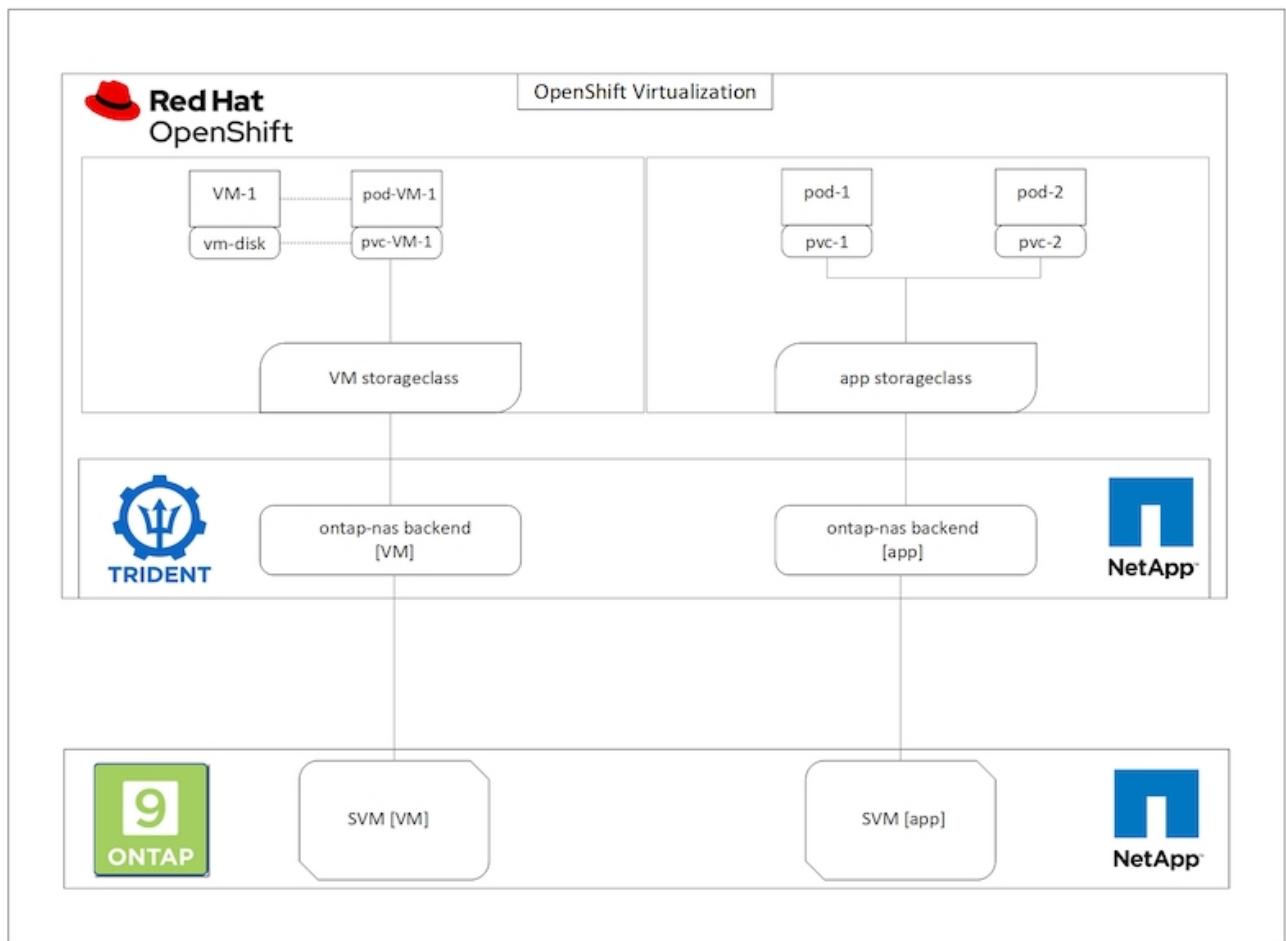 OpenShift Virtualization
Red Hat
OpenShift
VM-1
pod-VM-1
pod-1
pod-2
vm-disk
pvc-VM-1
pvc-1
pvc-2
VM storageclass
app storageclass
TRIDENT
ontap-nas backend
[VM]
ontap-nas backend
[app]
NetApp™
9
ONTAP
SVM [VM]
SVM [app]
NetApp™